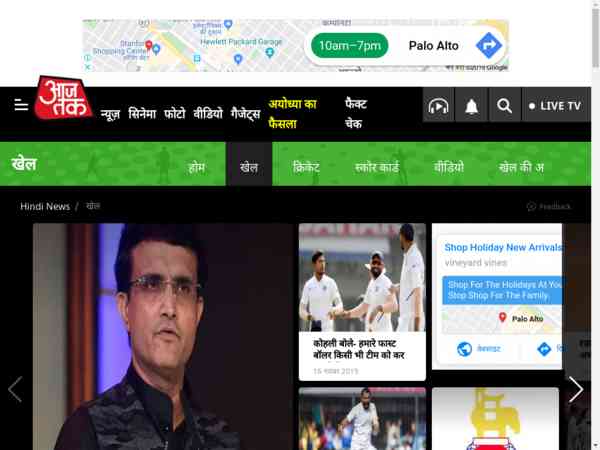 Stanford
Shopping Center
Hewlett Packard Garage
10am–7pm
Palo Alto
आज तक
न्यूज़ सिनेमा फोटो वीडियो गैजेट्स अयोध्या का फैसला फैक्ट चेक
LIVE TV
खेल
होम खेल क्रिकेट स्कोर कार्ड वीडियो खेल की अ
Hindi News / खेल
Feedback
Shop Holiday New Arrivals
vineyard vines
Shop For The Holidays At You
Stop Shop For The Family.
Palo Alto
वेबसाइट
कोहली बोले- हमारे फास्ट
बॉलर किसी भी टीम को कर
16 नवंबर 2019